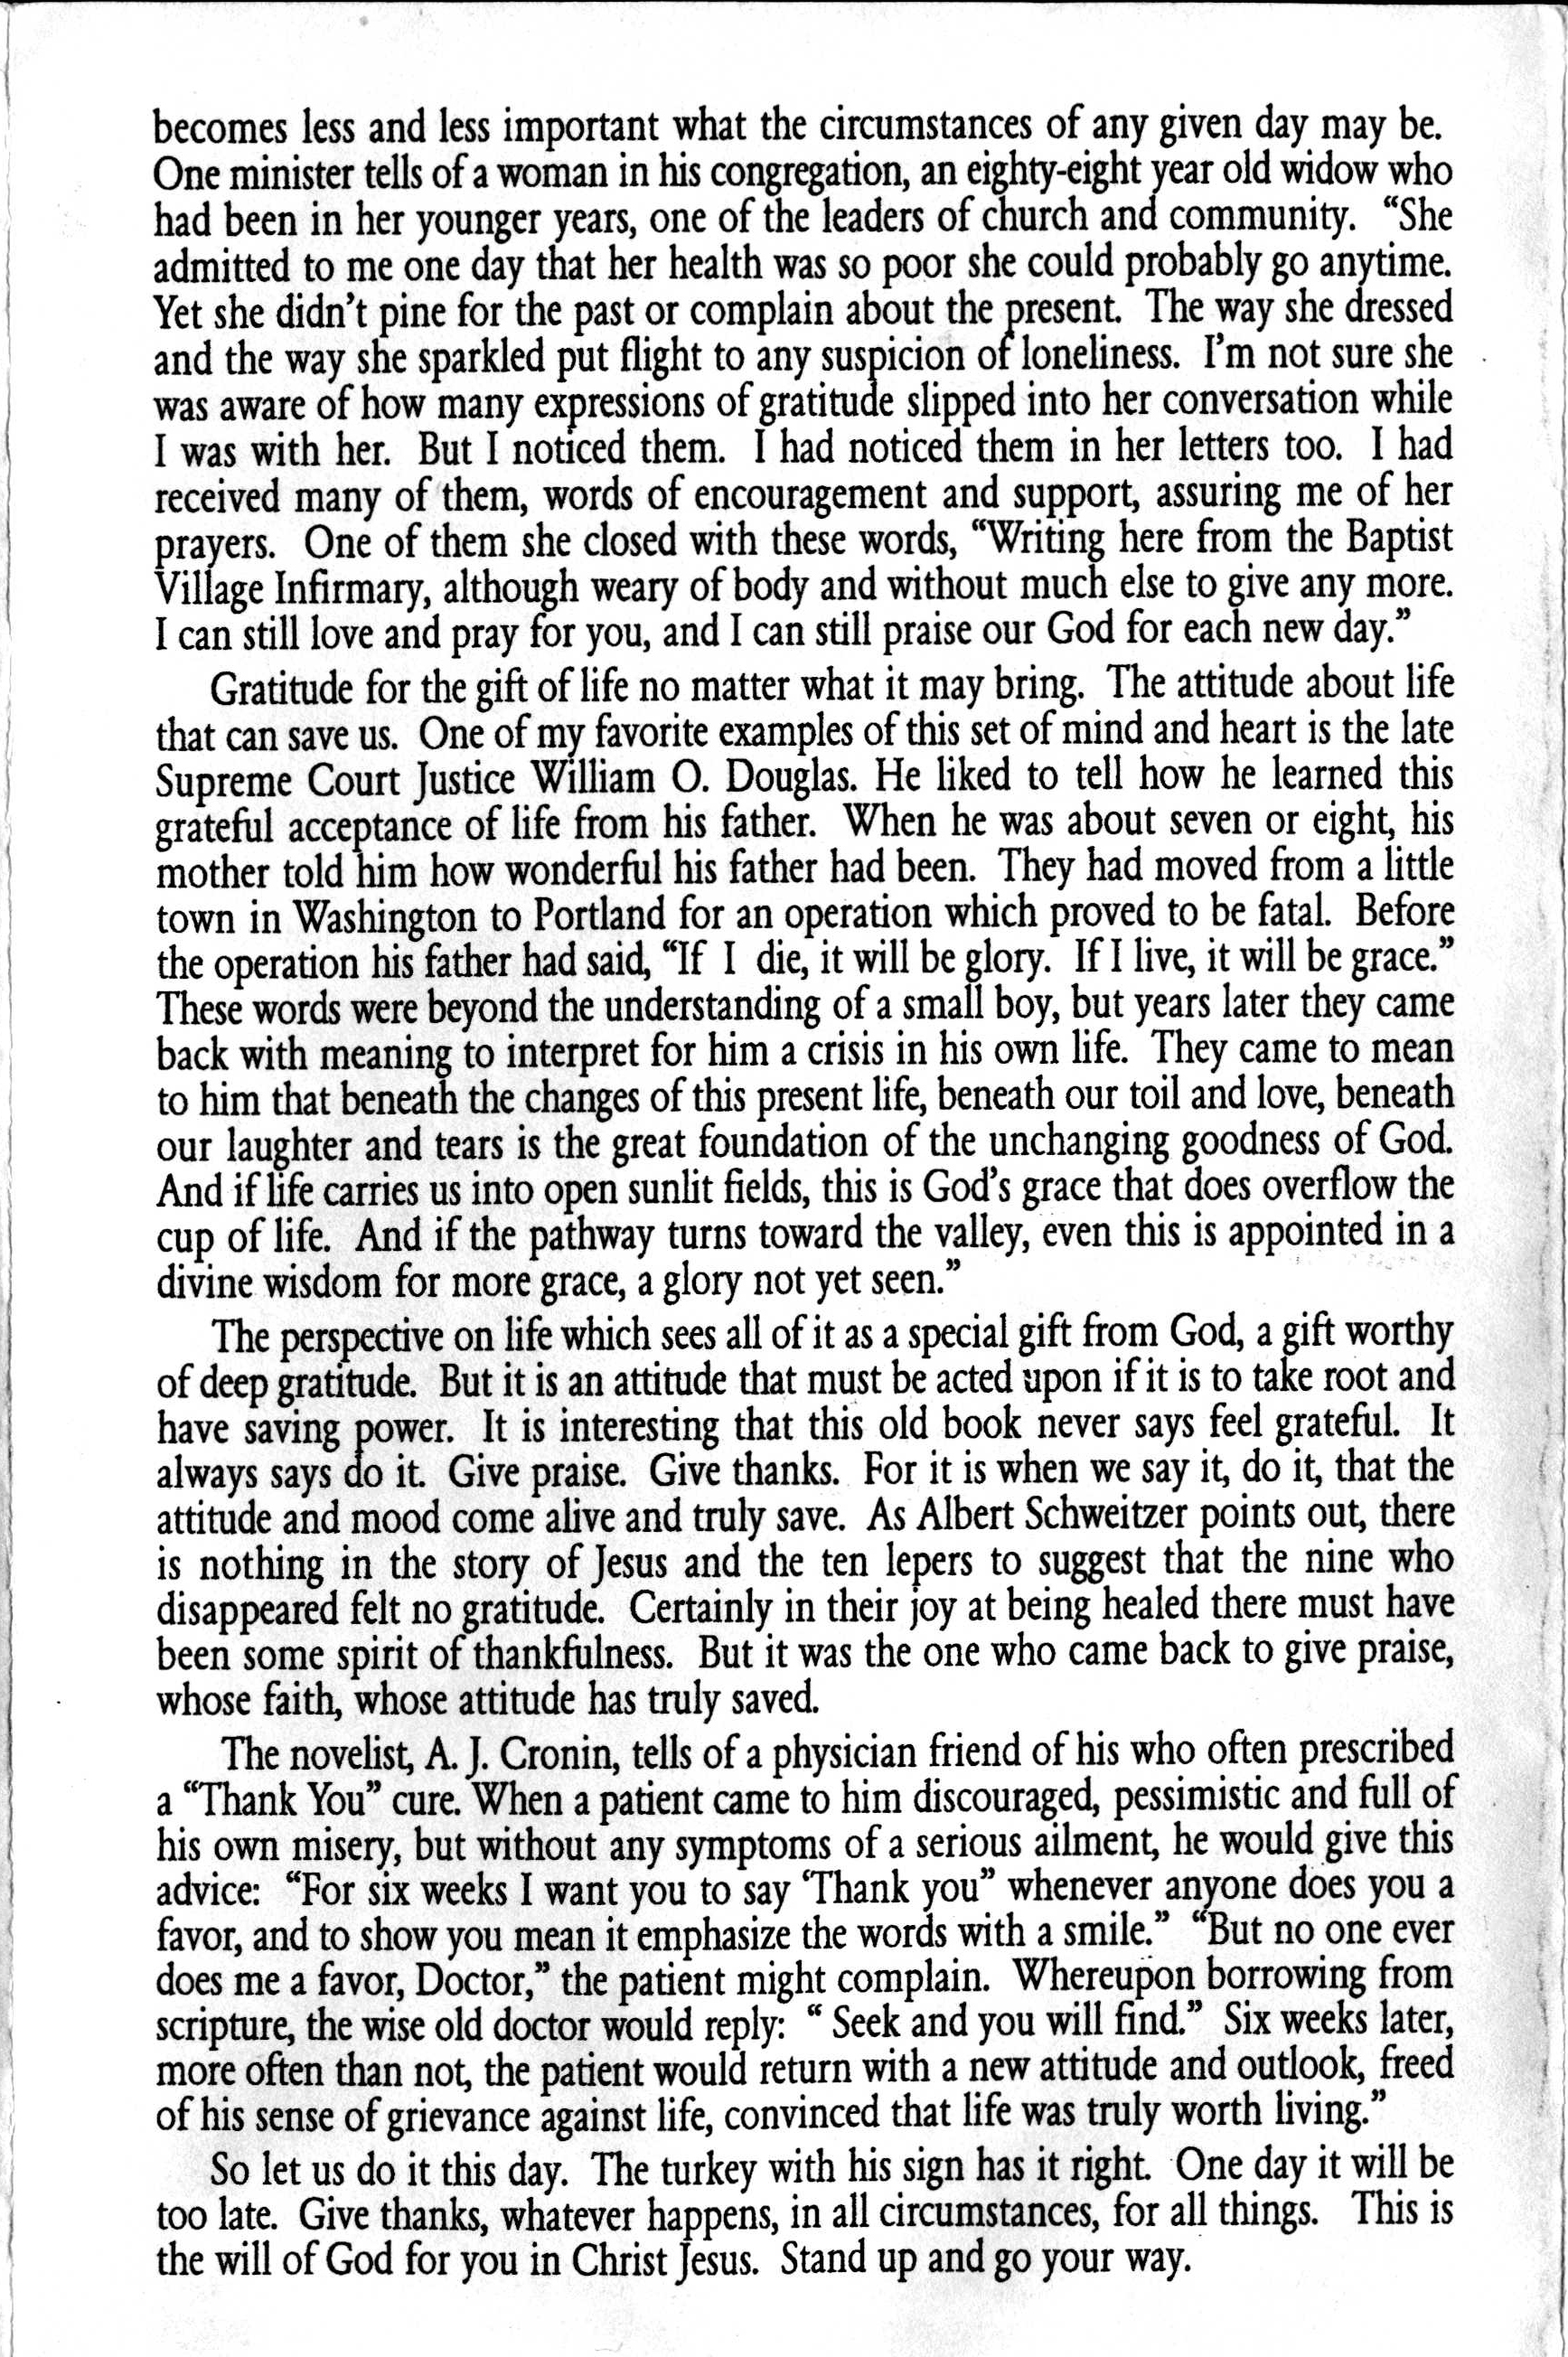 becomes less and less important what the circumstances of any given day may be.
One minister tells of a woman in his congregation, an eighty-eight year old widow who
had been in her younger years, one of the leaders of church and community. “She
admitted to me one day that her health was so poor she could probably go anytime.
Yet she didn’t pine for the past or complain about the present. The way she dressed
and the way she sparkled put flight to any suspicion of loneliness. I’m not sure she
was aware of how many expressions of gratitude slipped into her conversation while
I was with her. But I noticed them. I had noticed them in her letters too. I had
received many of them, words of encouragement and support, assuring me of her
prayers. One of them she closed with these words, “Writing here from the Baptist
Village Infirmary, although weary of body and without much else to give any more.
I can still love and pray for you, and I can still praise our God for each new day.”
Gratitude for the gift of life no matter what it may bring. The attitude about life
that can save us. One of my favorite examples of this set of mind and heart is the late
Supreme Court Justice William O. Douglas. He liked to tell how he learned this
grateful acceptance of life from his father. When he was about seven or eight, his
mother told him how wonderful his father had been. They had moved from a little
town in Washington to Portland for an operation which proved to be fatal. Before
the operation his father had said, “If I die, it will be glory. If I live, it will be grace.”
These words were beyond the understanding of a small boy, but years later they came
back with meaning to interpret for him a crisis in his own life. They came to mean
to him that beneath the changes of this present life, beneath our toil and love, beneath
our laughter and tears is the great foundation of the unchanging goodness of God.
And if life carries us into open sunlit fields, this is God’s grace that does overflow the
cup of life. And if the pathway turns toward the valley, even this is appointed in a
divine wisdom for more grace, a glory not yet seen.”
The perspective on life which sees all of it as a special gift from God, a gift worthy
of deep gratitude. But it is an attitude that must be acted upon if it is to take root and
have saving power. It is interesting that this old book never says feel grateful. It
always says do it. Give praise. Give thanks. For it is when we say it, do it, that the
attitude and mood come alive and truly save. As Albert Schweitzer points out, there
is nothing in the story of Jesus and the ten lepers to suggest that the nine who
disappeared felt no gratitude. Certainly in their joy at being healed there must have
been some spirit of thankfulness. But it was the one who came back to give praise,
whose faith, whose attitude has truly saved.
The novelist, A. J. Cronin, tells of a physician friend of his who often prescribed
a “Thank You” cure. When a patient came to him discouraged, pessimistic and full of
his own misery, but without any symptoms of a serious ailment, he would give this
advice: “For six weeks I want you to say ‘Thank you” whenever anyone does you a
favor, and to show you mean it emphasize the words with a smile.” “But no one ever
does me a favor, Doctor,” the patient might complain. Whereupon borrowing from
scripture, the wise old doctor would reply: “ Seek and you will find.” Six weeks later,
more often than not, the patient would return with a new attitude and outlook, freed
of his sense of grievance against life, convinced that life was truly worth living.”
So let us do it this day. The turkey with his sign has it right. One day it will be
too late. Give thanks, whatever happens, in all circumstances, for all things. This is
the will of God for you in Christ Jesus. Stand up and go your way.